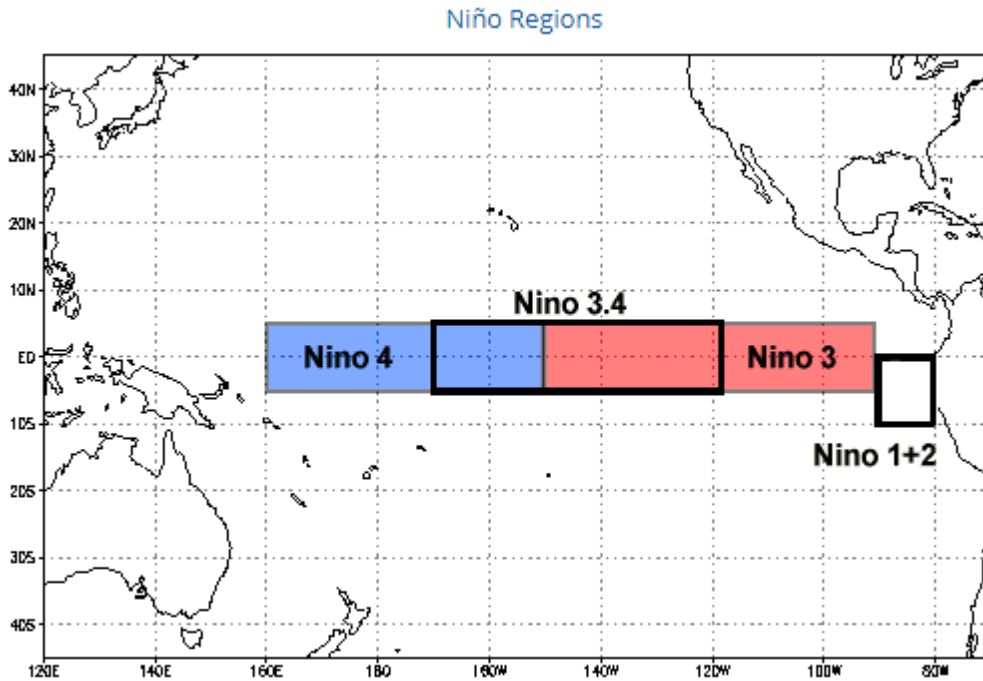 Niño Regions
40N
30N
20N
10N
EQ
10S
20S
30S
40S
Nino 3.4
Nino 4
Nino 3
Nino 1+2
120E 140E 160E 180 160W 140W 120W 100W 80W